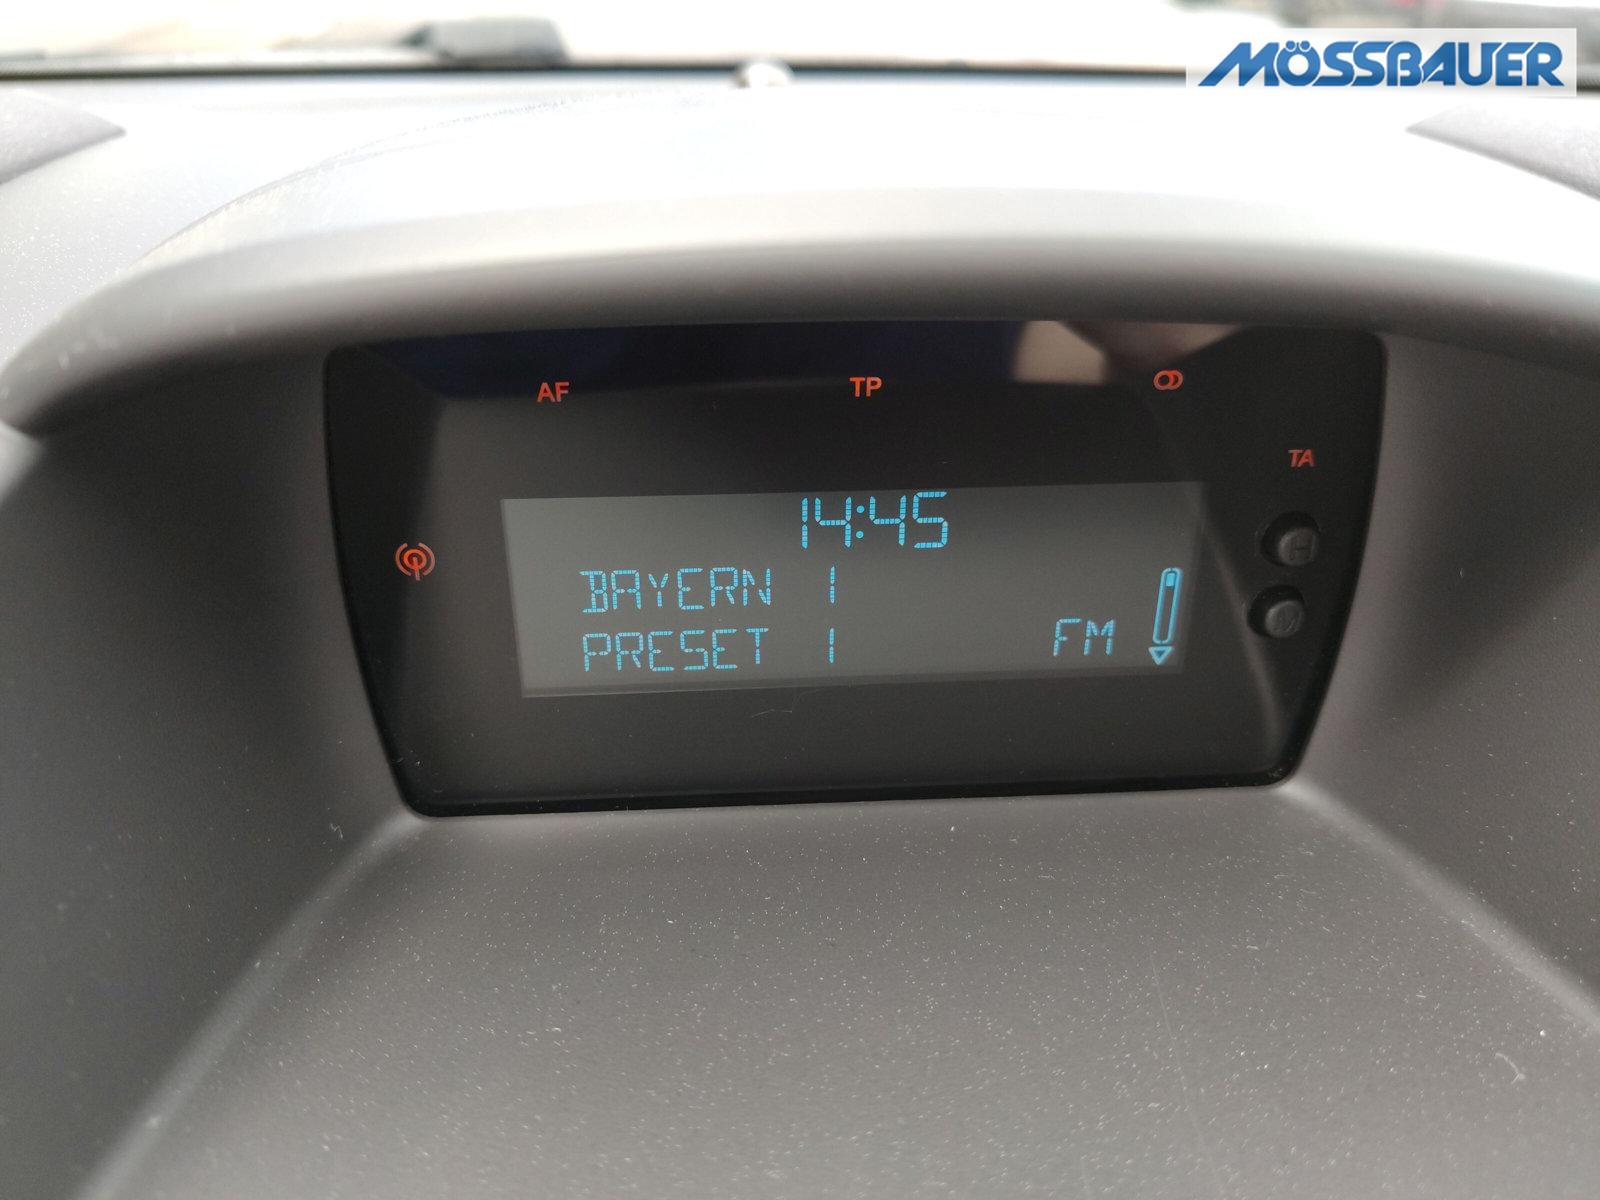 MÖSSBAUER
AF TP
TA
14:45
H
BAYERN 1
M
PRESET 1 FM